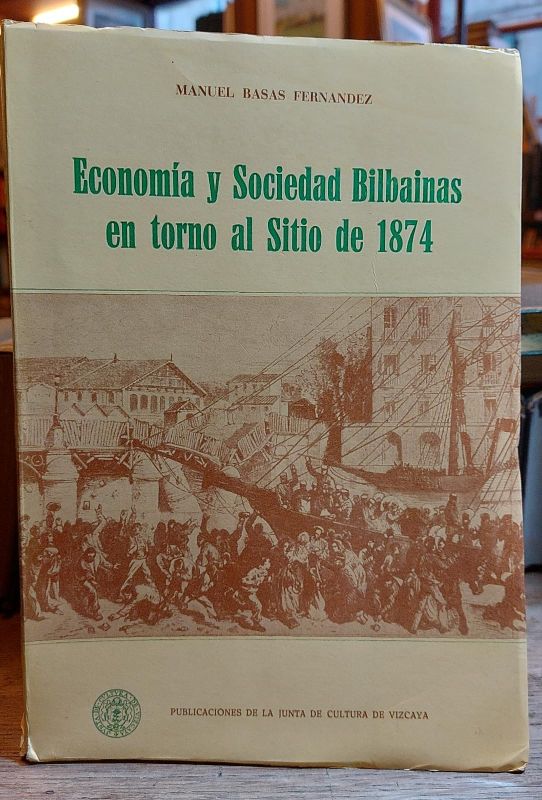 MANUEL BASAS FERNANDEZ
Economía y Sociedad Bilbainas
en torno al Sitio de 1874
PUBLICACIONES DE LA JUNTA DE CULTURA DE VIZCAYA